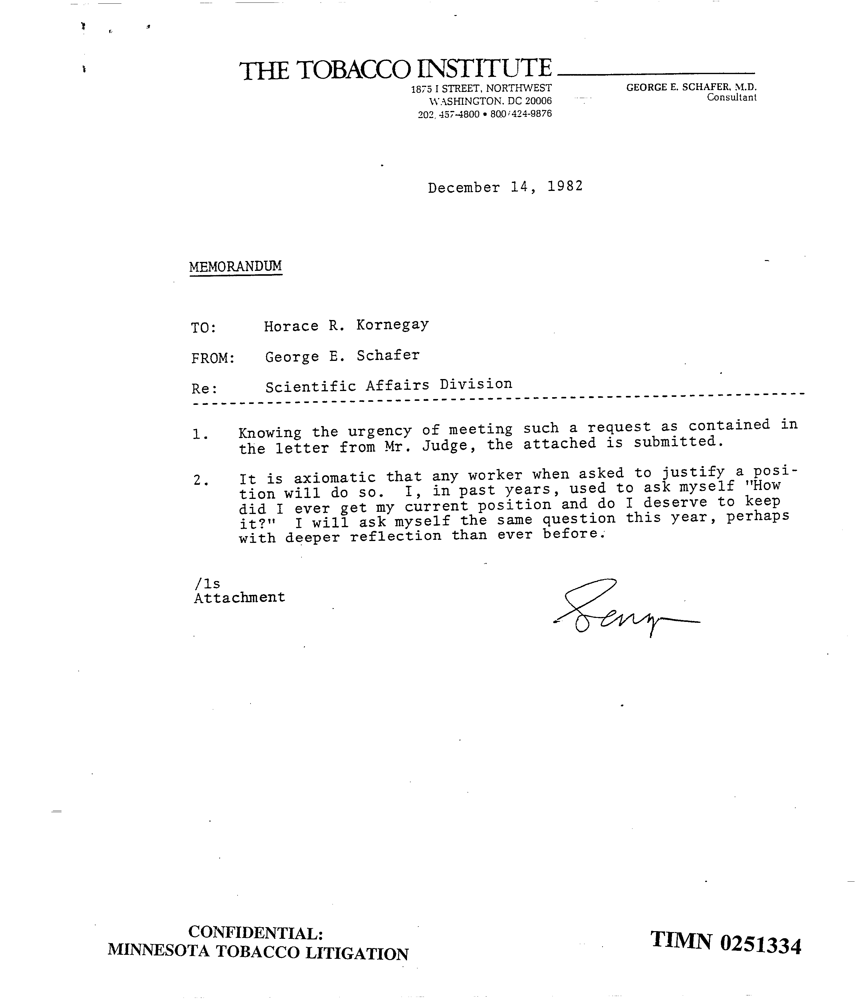 THE TOBACCO INSTITUTE
1875 I STREET, NORTHWEST
WASHINGTON, DC 20006
202/457-4800 • 800/424-9876
GEORGE E. SCHAFER, M.D.
Consultant
December 14, 1982
MEMORANDUM
TO: Horace R. Kornegay
FROM: George E. Schafer
Re: Scientific Affairs Division
1. Knowing the urgency of meeting such a request as contained in
the letter from Mr. Judge, the attached is submitted.
2. It is axiomatic that any worker when asked to justify a posi-
tion will do so. I, in past years, used to ask myself "How
did I ever get my current position and do I deserve to keep
it?" I will ask myself the same question this year, perhaps
with deeper reflection than ever before.
/ls
Attachment
CONFIDENTIAL:
MINNESOTA TOBACCO LITIGATION
TIMN 0251334